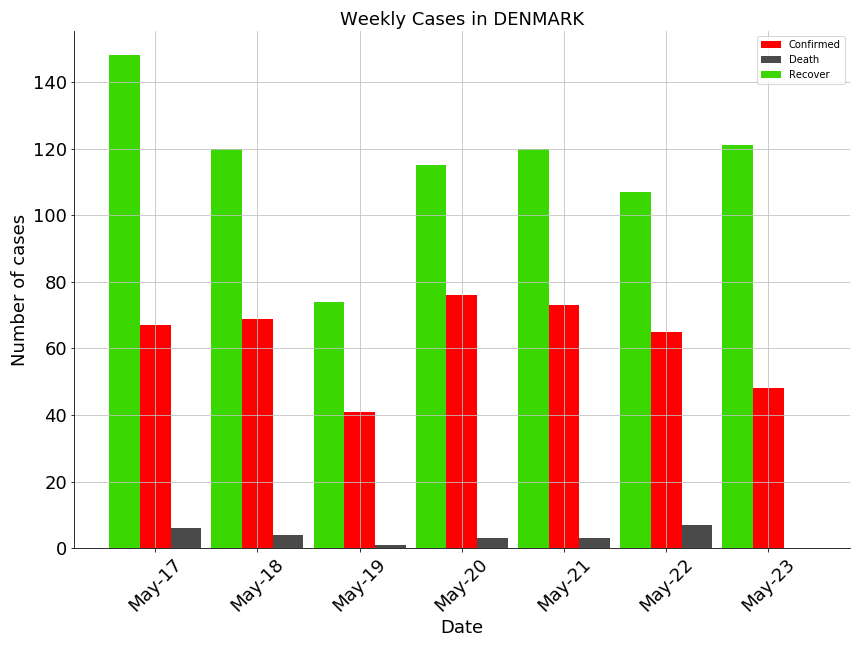 Weekly Cases in DENMARK
Confirmed
Death
Recover
Number of cases
140
120
100
80
60
40
20
0
May-17
May-18
May-19
May-20
May-21
May-22
May-23
Date